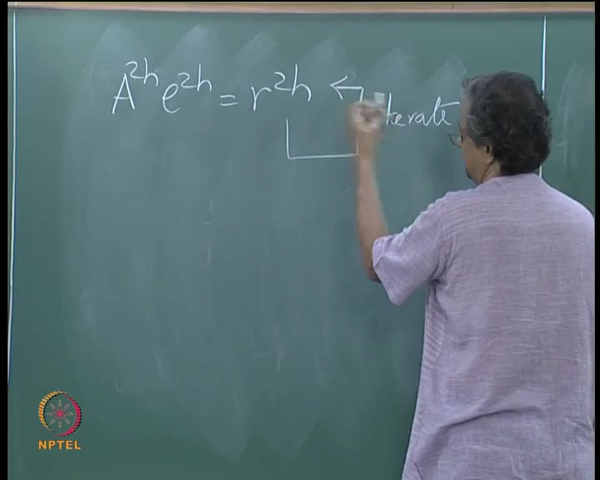 A^{2h} e^{2h} = r^{2h} ← iterate
NPTEL